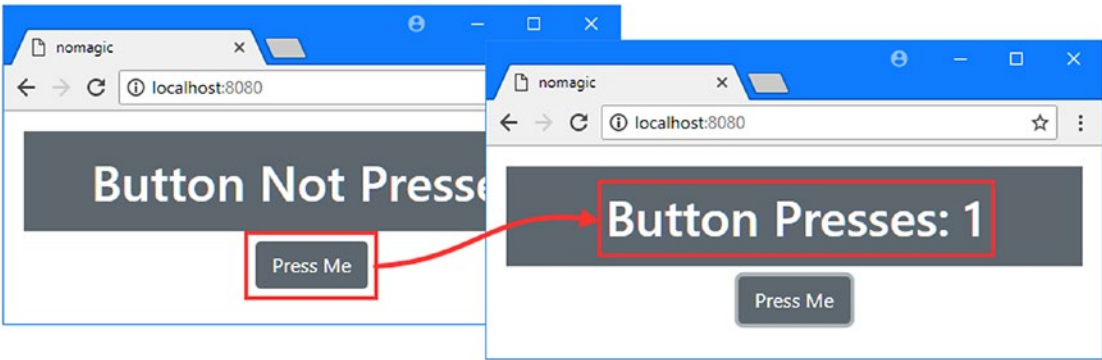 nomagic
localhost:8080
Button Not Presse
Press Me
nomagic
localhost:8080
Button Presses: 1
Press Me